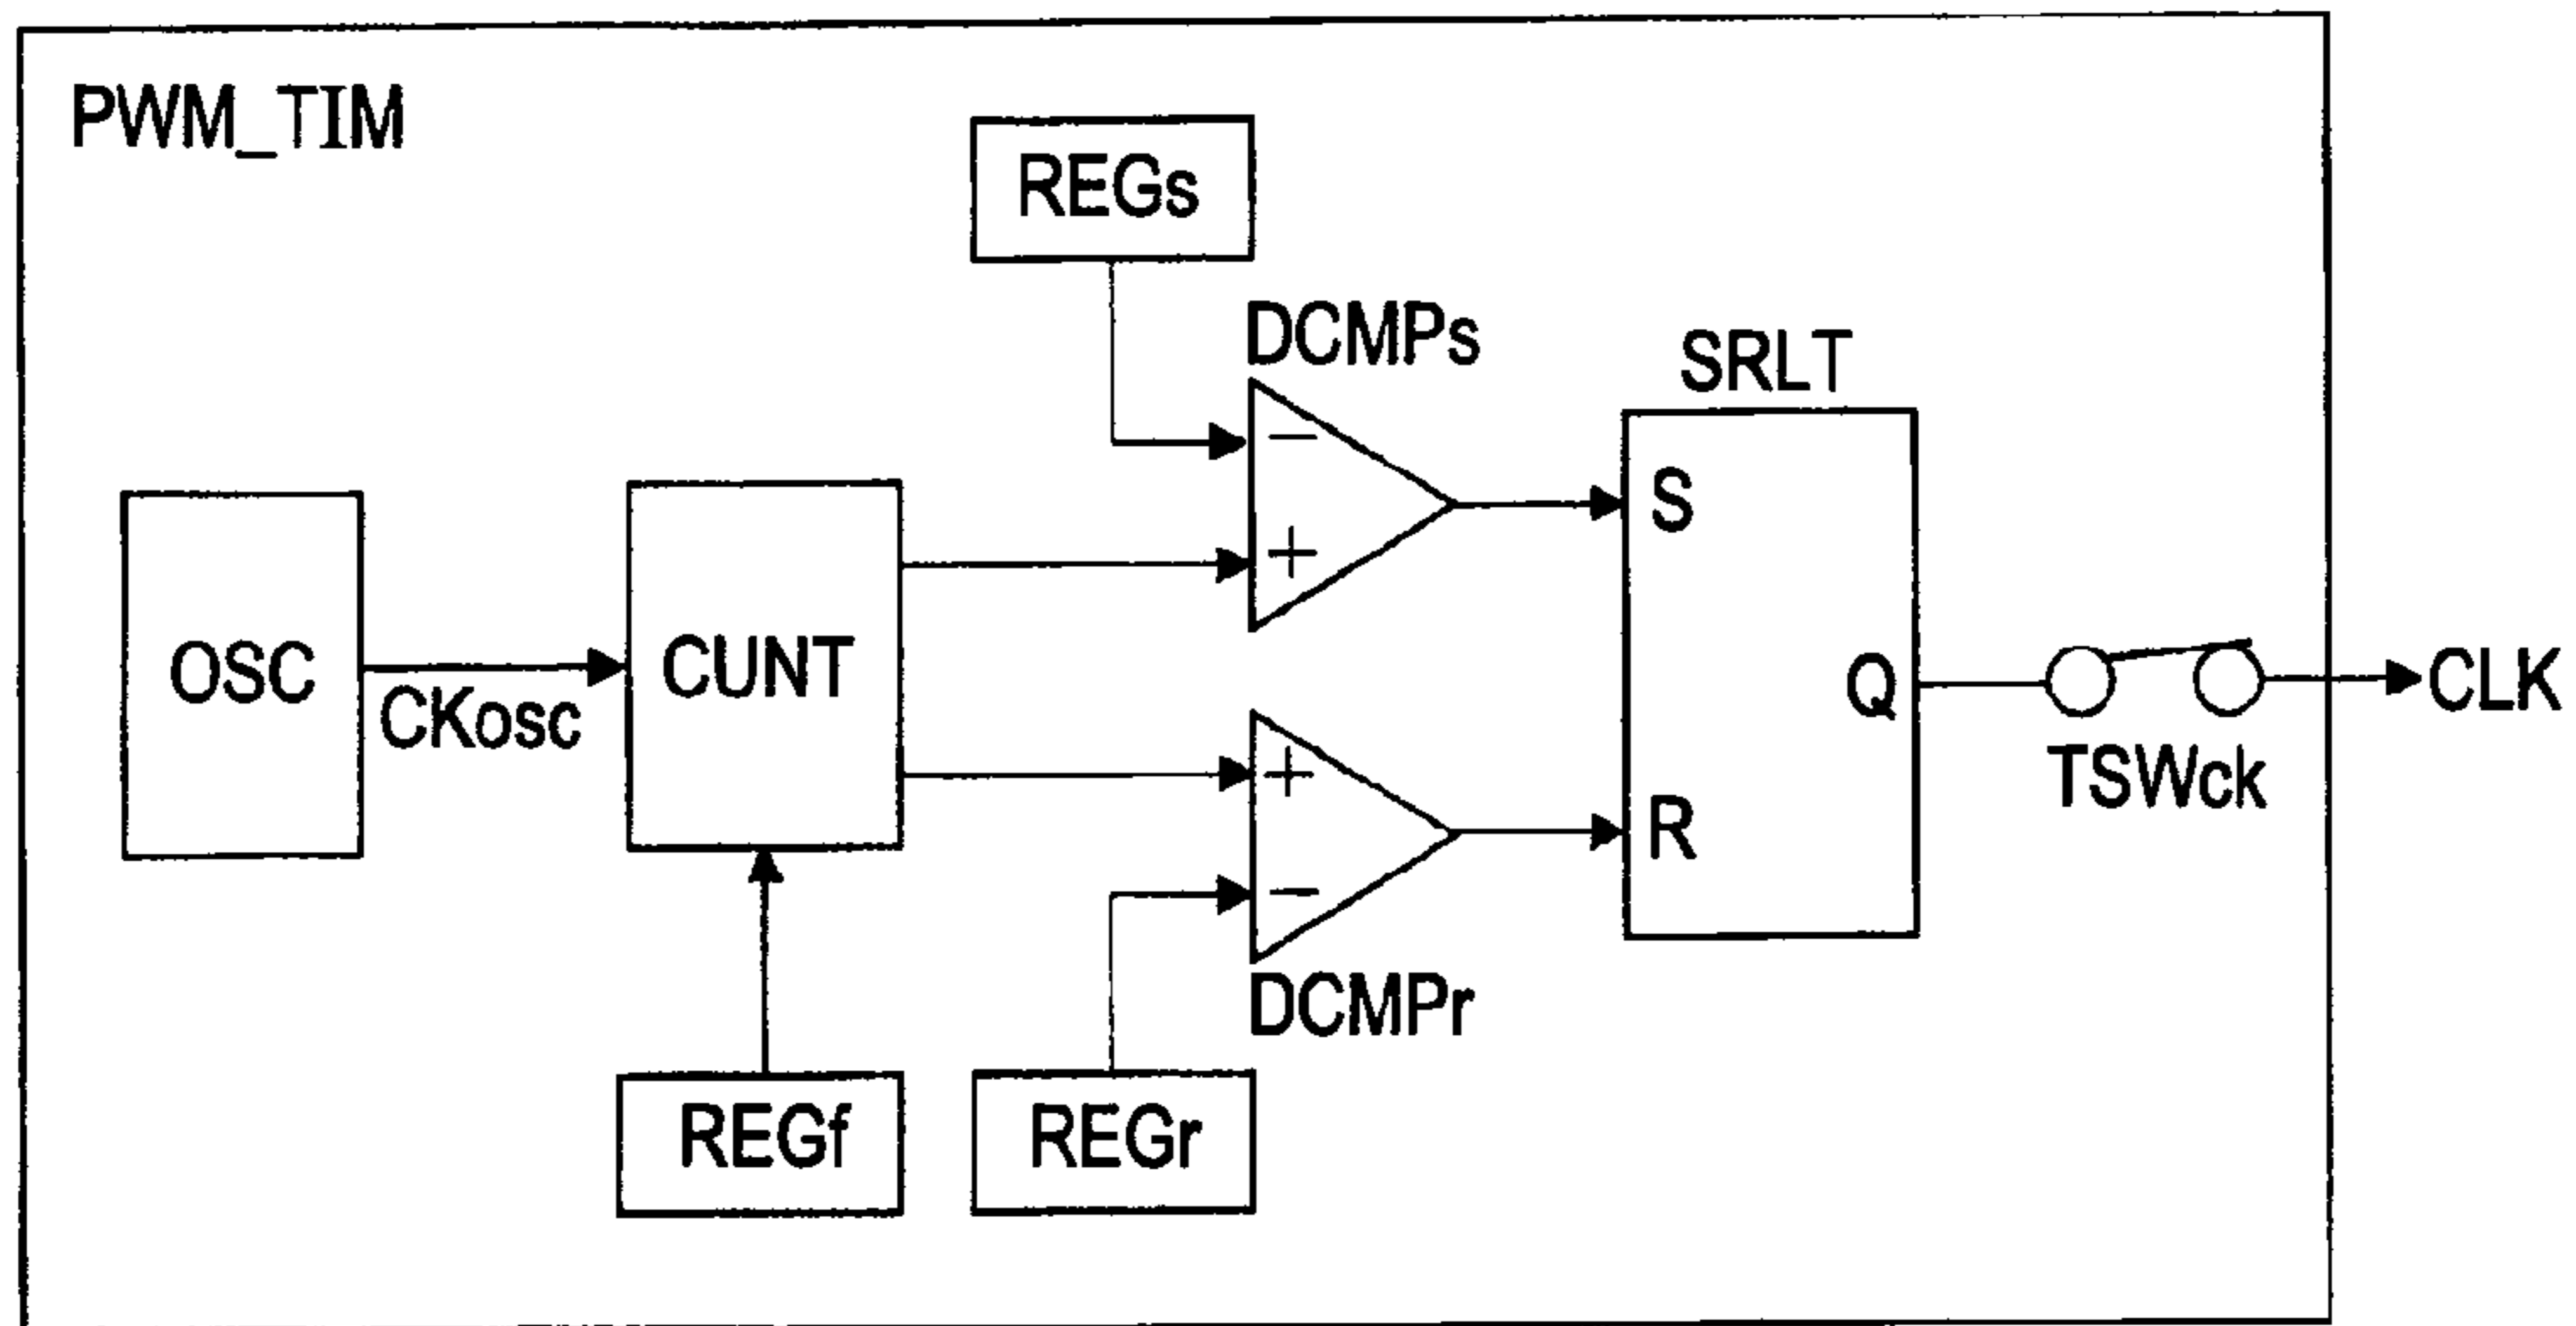 PWM_TIM
REGs
DCMPs
SRLT
− S
+
OSC CKosc CUNT Q CLK
TSWck
+
− R
DCMPr
REGf REGr